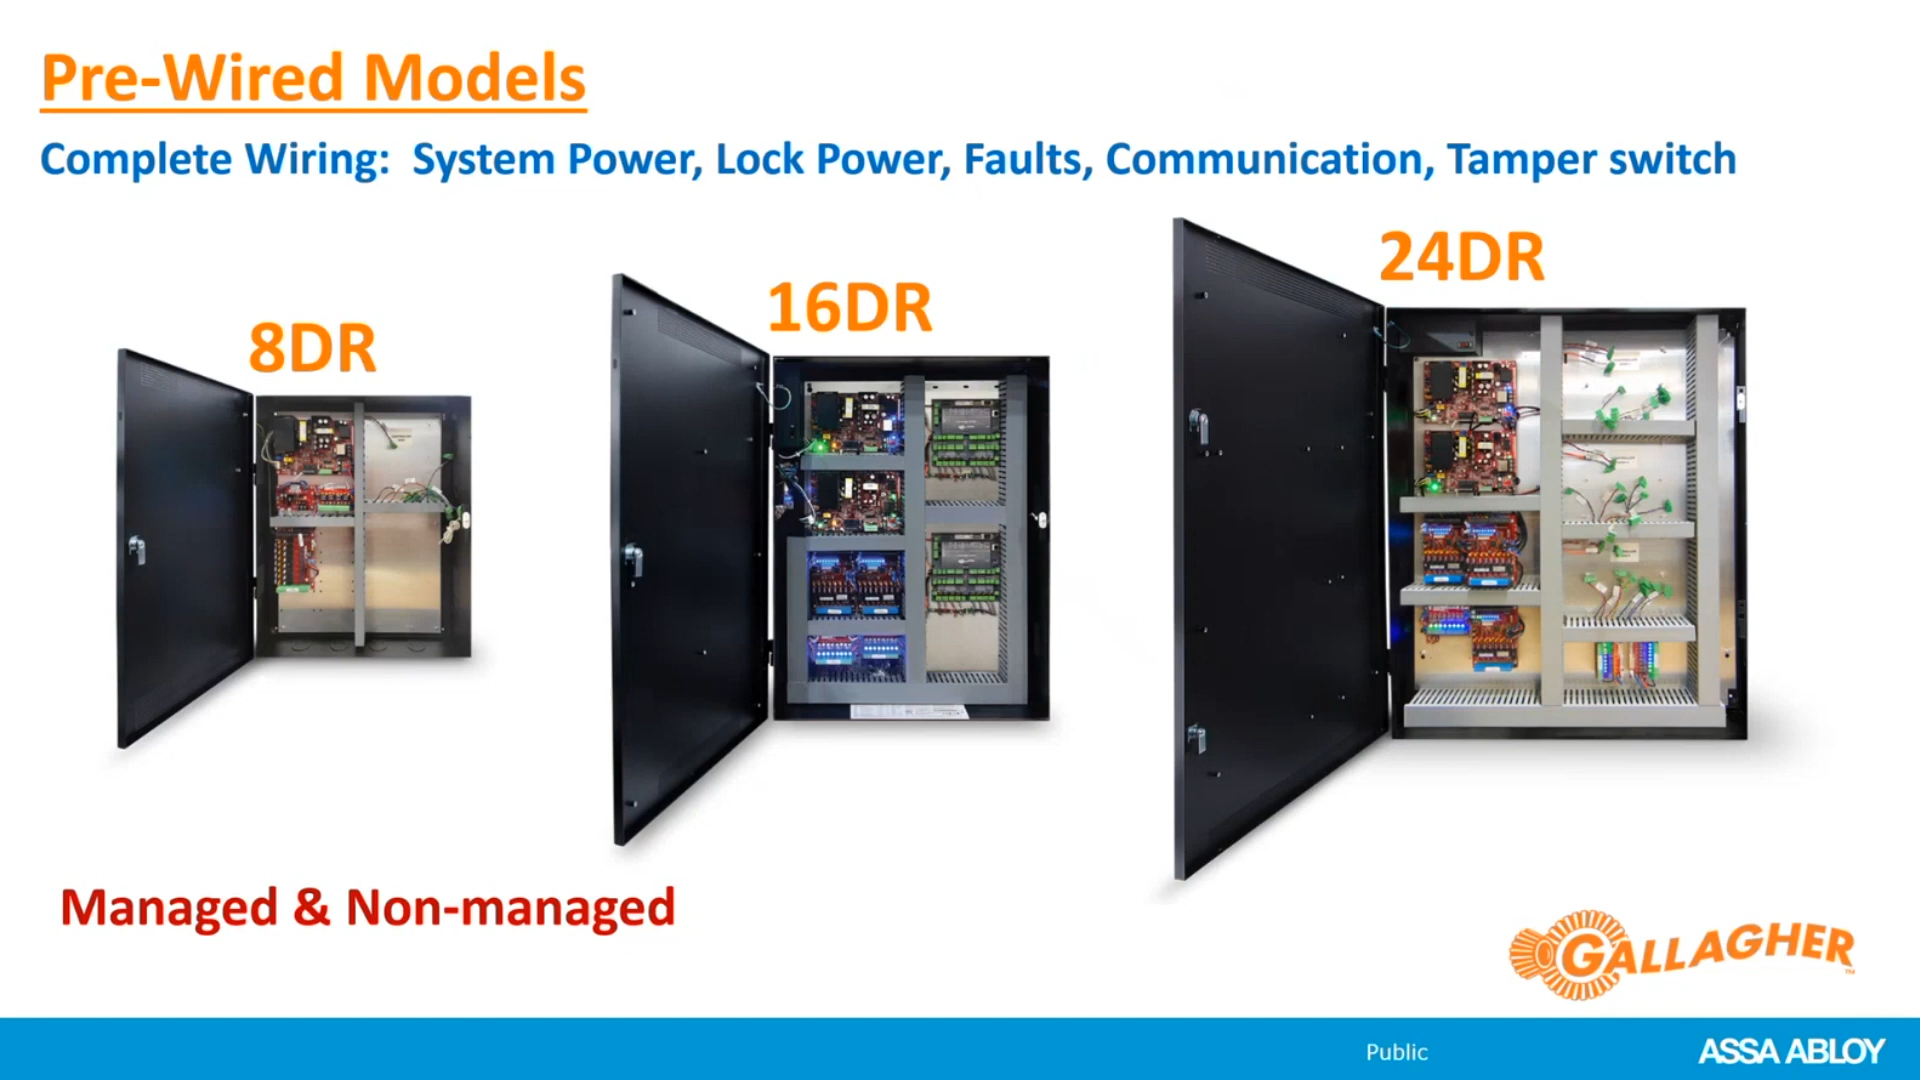 Pre-Wired Models
Complete Wiring:  System Power, Lock Power, Faults, Communication, Tamper switch
8DR
16DR
24DR
Managed & Non-managed
GALLAGHER™
Public
ASSA ABLOY